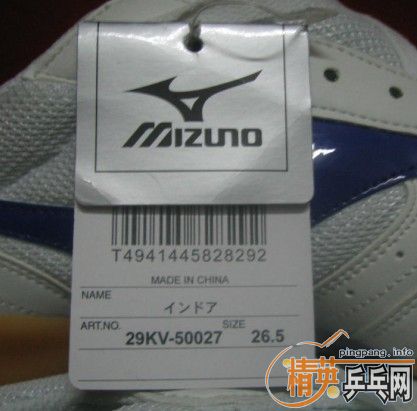 MIZUNO
T4941445828292
MADE IN CHINA
NAME インドア
ART.NO. 29KV-50027 SIZE 26.5
pingpang.info
精英乒乓网